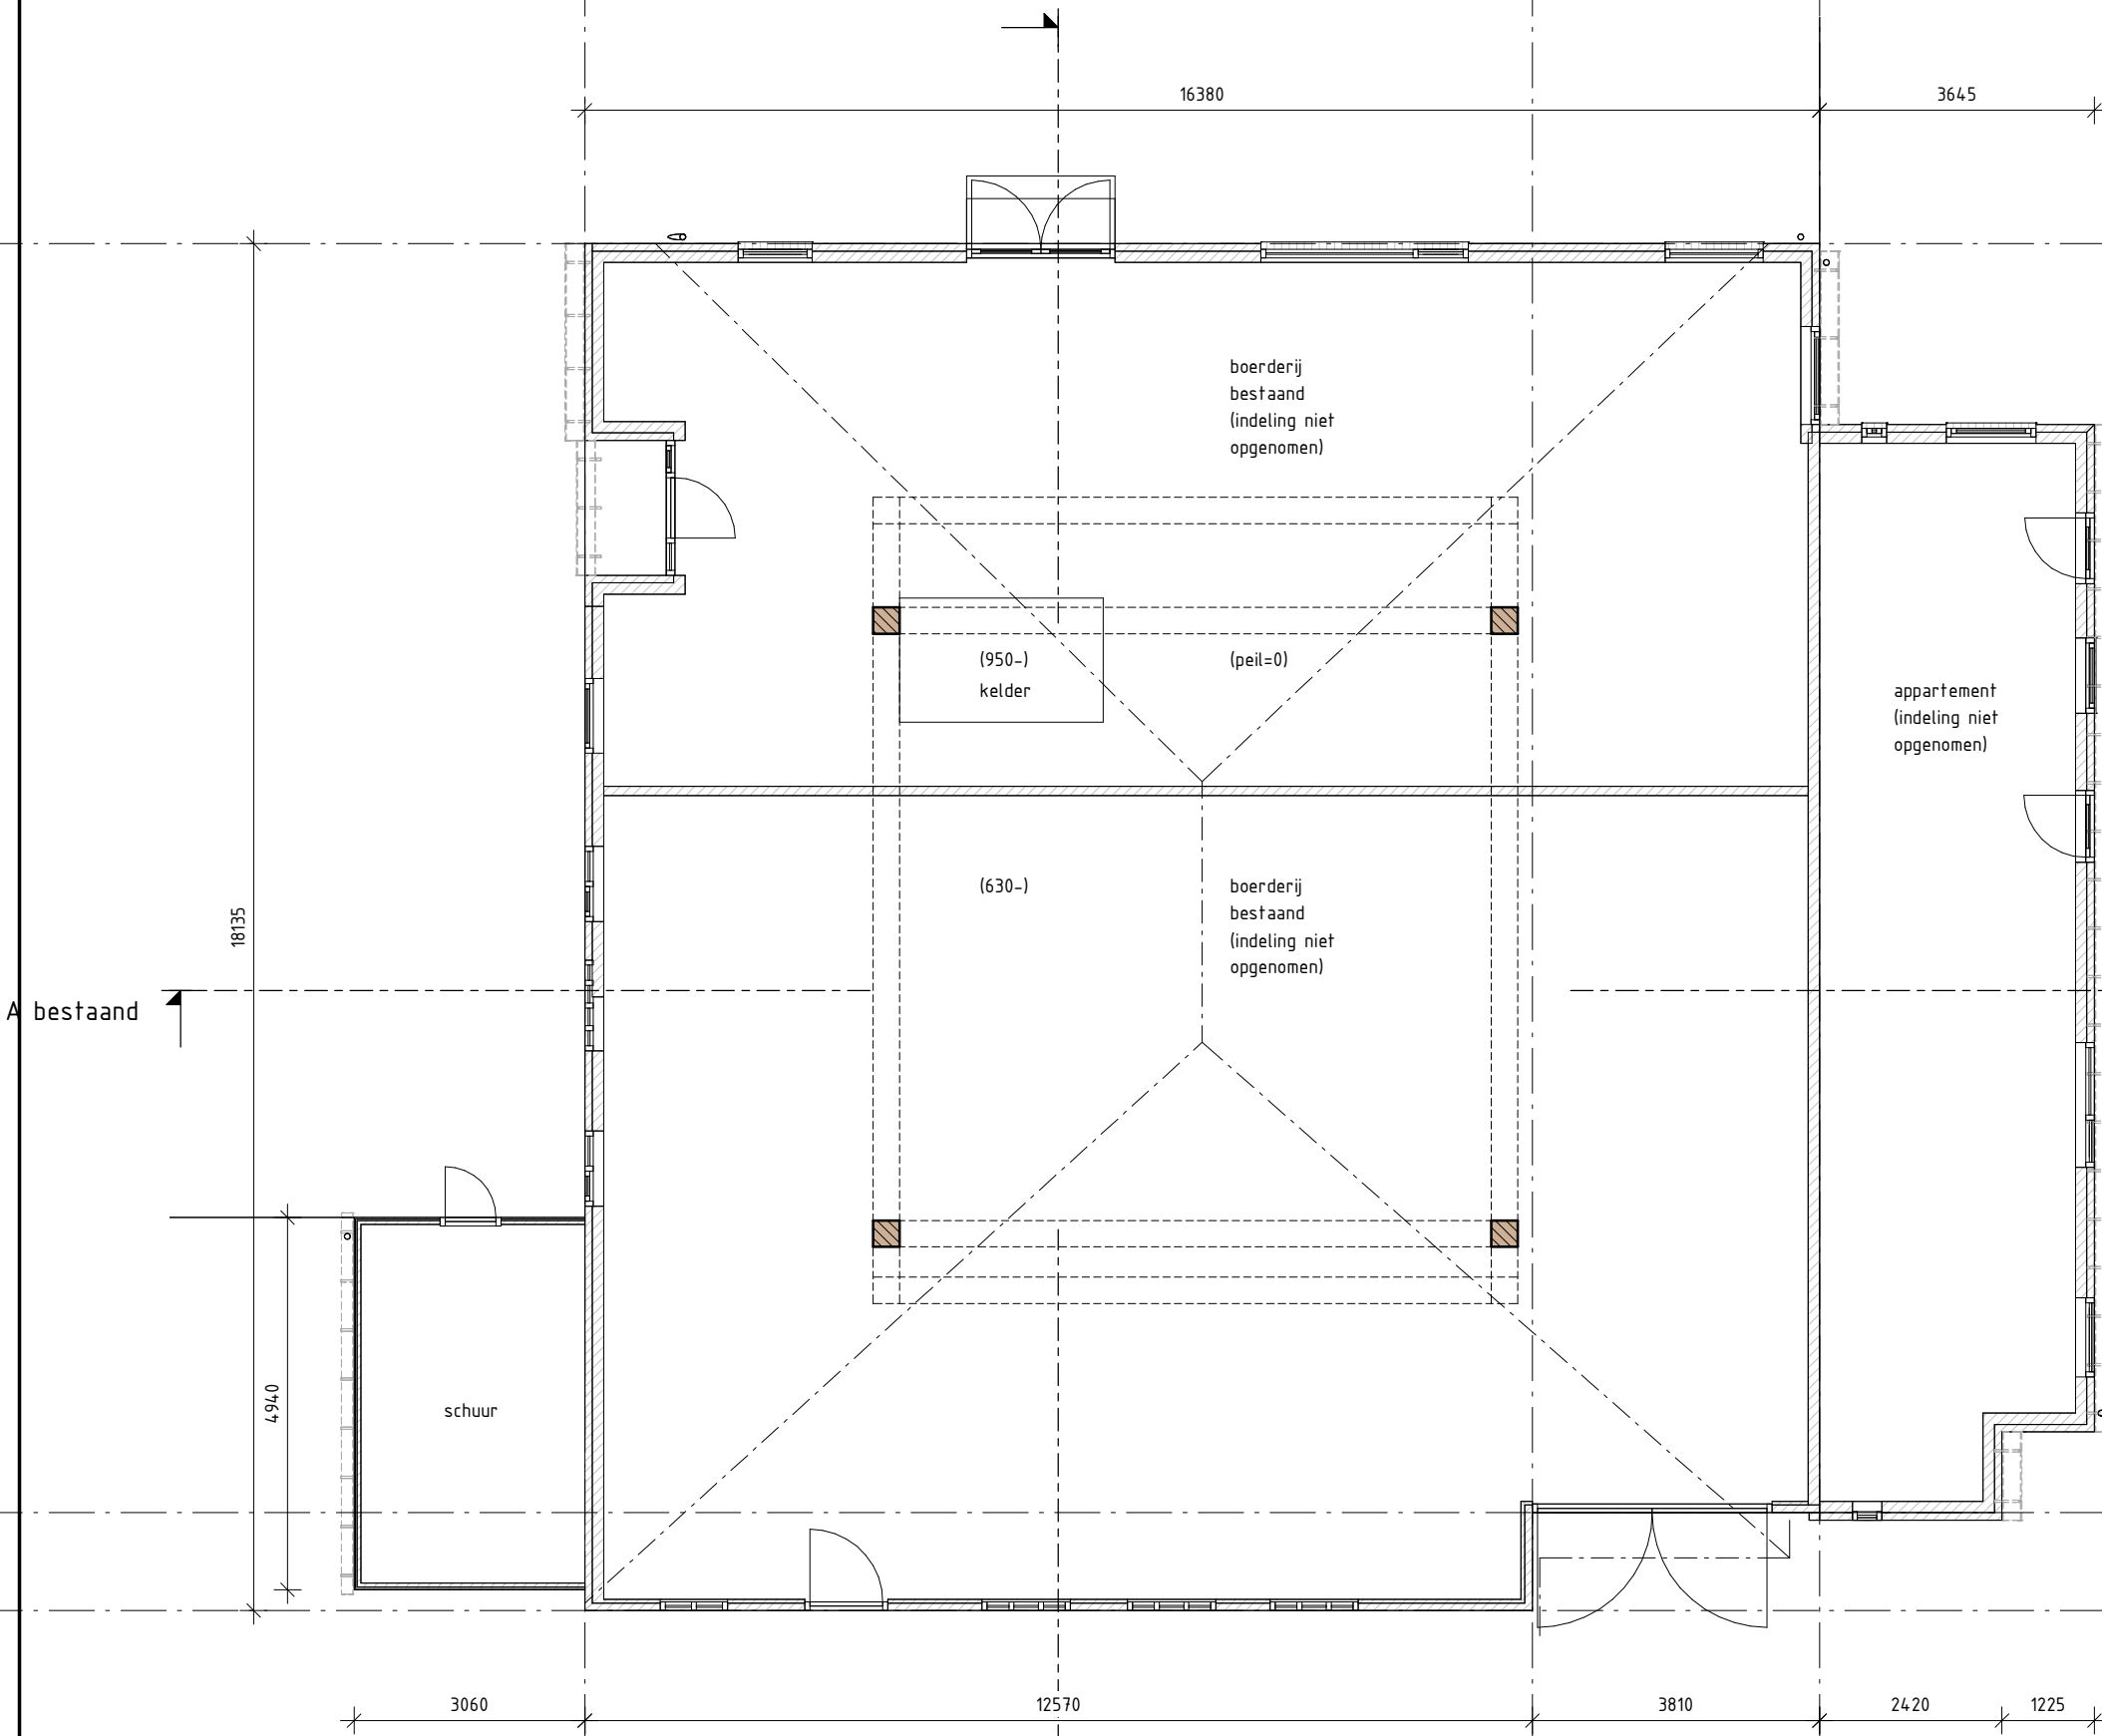 16380
3645
boerderij
bestaand
(indeling niet
opgenomen)
(950-)
kelder
(peil=0)
appartement
(indeling niet
opgenomen)
18135
(630-)
boerderij
bestaand
(indeling niet
opgenomen)
A bestaand
4940
schuur
3060
12570
3810
2420
1225